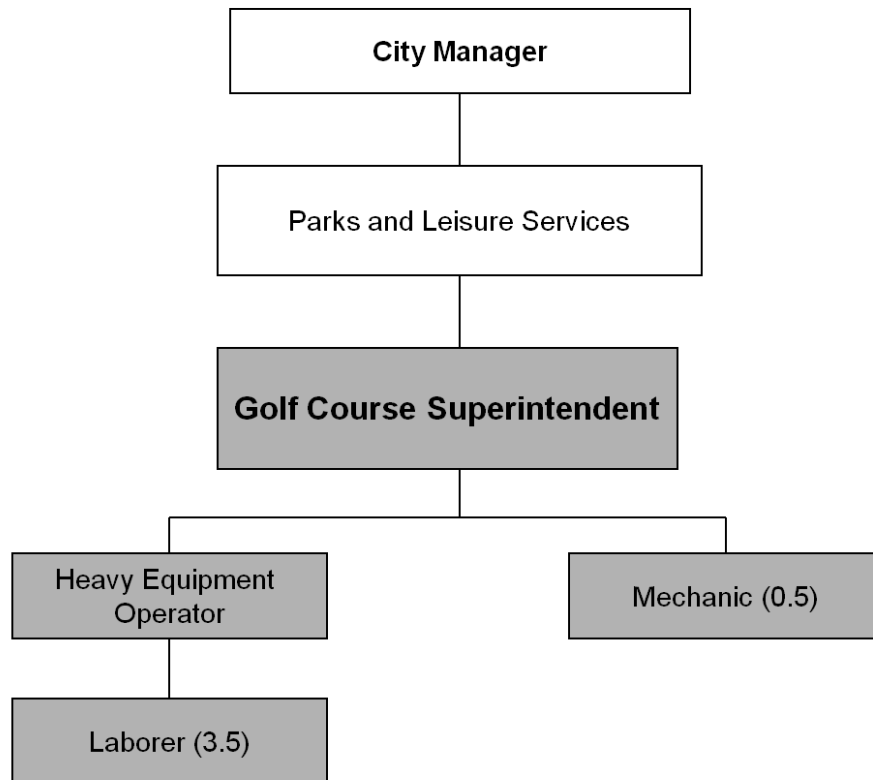 City Manager
Parks and Leisure Services
Golf Course Superintendent
Heavy Equipment
Operator
Mechanic (0.5)
Laborer (3.5)